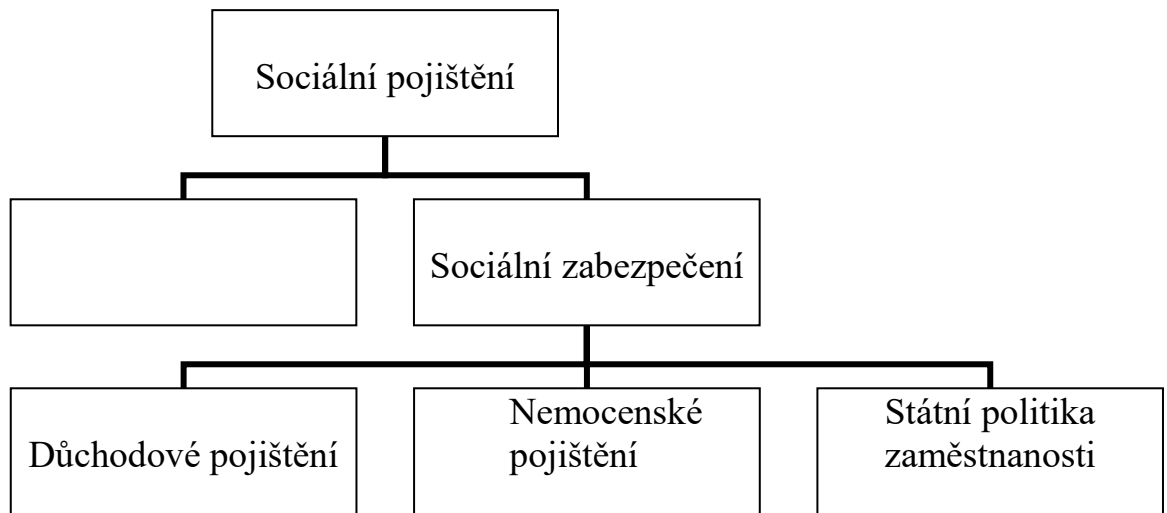 Sociální pojištění
Sociální zabezpečení
Důchodové pojištění
Nemocenské
pojištění
Státní politika
zaměstnanosti